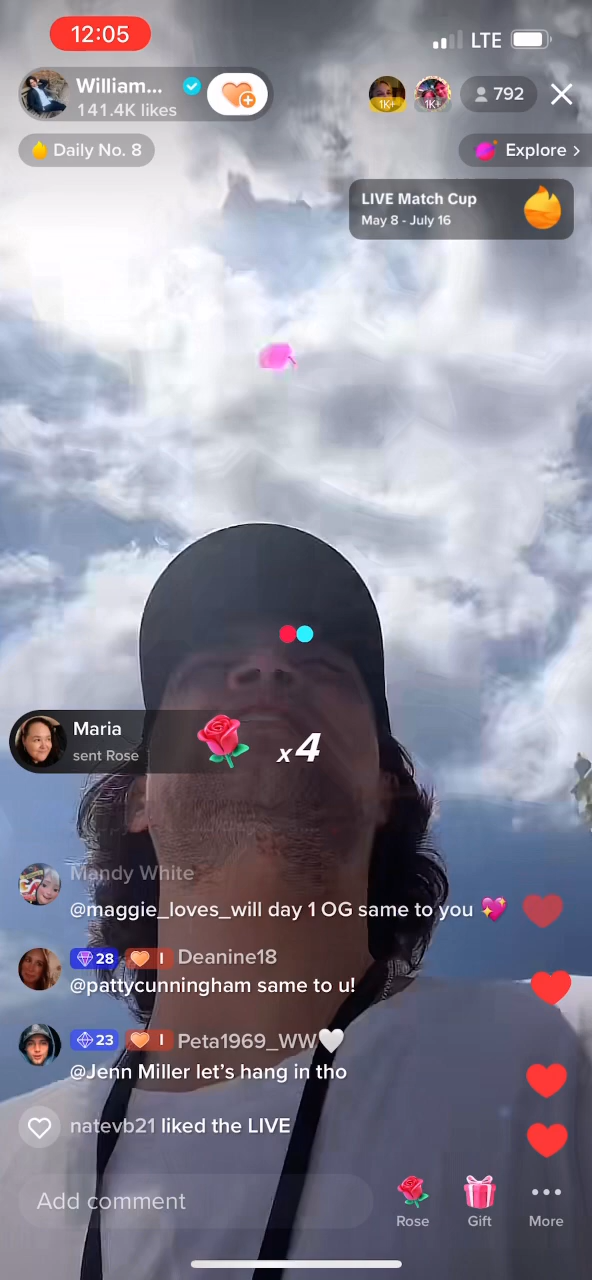 12:05
LTE
William...
141.4K likes
1K+
1K+
792
Daily No. 8
Explore >
LIVE Match Cup
May 8 - July 16
Maria
sent Rose
x4
Mandy White
@maggie_loves_will day 1 OG same to you 💖
28 I Deanine18
@pattycunningham same to u!
23 I Peta1969_WW🤍
@Jenn Miller let's hang in tho
natevb21 liked the LIVE
Add comment
Rose
Gift
More